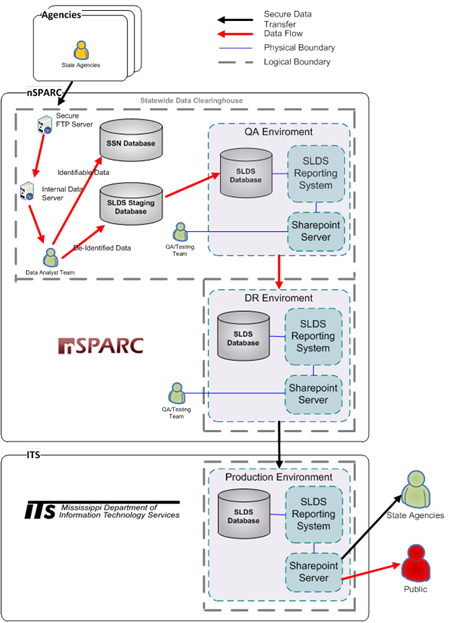 Agencies
State Agencies
Secure Data
Transfer
Data Flow
Physical Boundary
Logical Boundary
nSPARC
Statewide Data Clearinghouse
Secure
FTP Server
SSN Database
Identifiable Data
Internal Data
Server
SLDS Staging
Database
De-Identified Data
Data Analyst Team
QA Enviroment
SLDS
Database
SLDS
Reporting
System
Sharepoint
Server
QA/Testing
Team
DR Enviroment
SLDS
Database
SLDS
Reporting
System
Sharepoint
Server
QA/Testing
Team
nSPARC
ITS
Production Environment
ITS
Mississippi Department of
Information Technology Services
SLDS
Database
SLDS
Reporting
System
Sharepoint
Server
State Agencies
Public